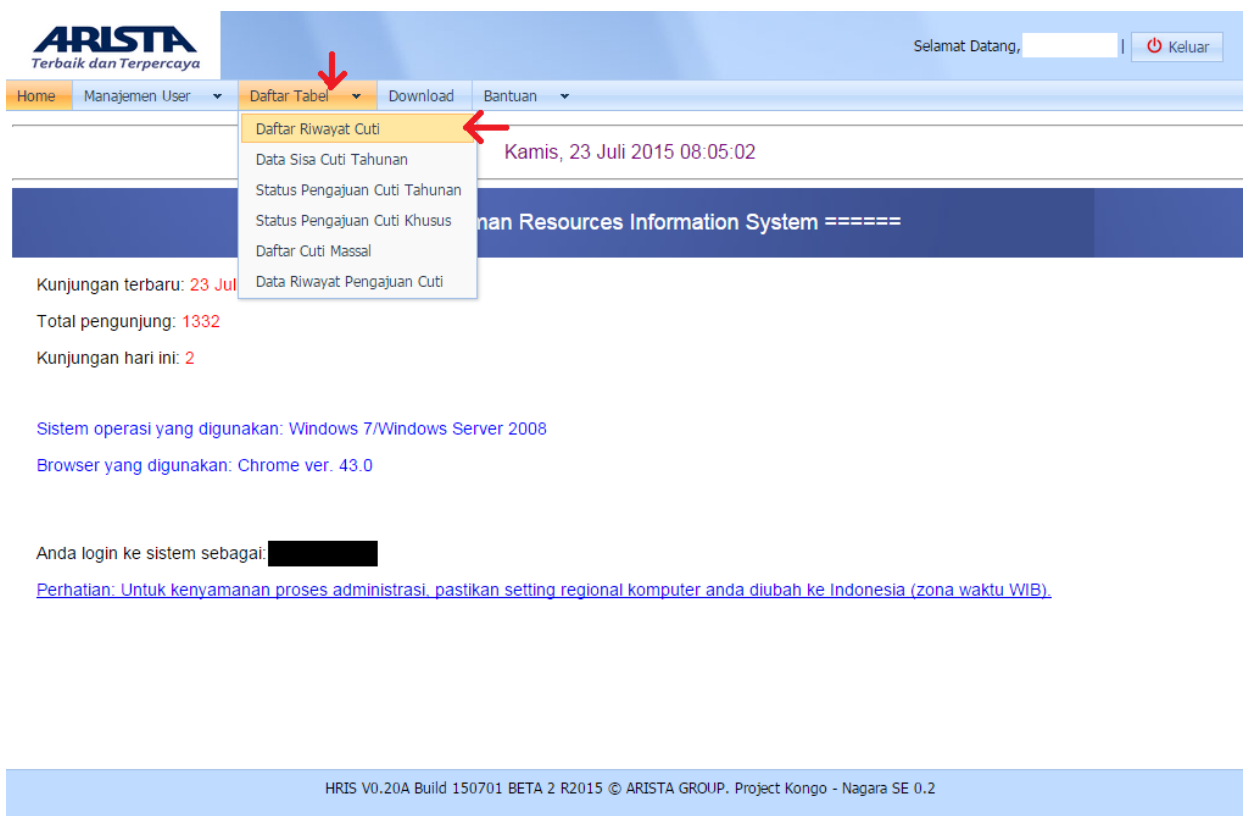 ARISTA
Terbaik dan Terpercaya
Selamat Datang, | Keluar
Home Manajemen User Daftar Tabel Download Bantuan
Daftar Riwayat Cuti
Data Sisa Cuti Tahunan
Status Pengajuan Cuti Tahunan
Status Pengajuan Cuti Khusus
Daftar Cuti Massal
Data Riwayat Pengajuan Cuti
Kamis, 23 Juli 2015 08:05:02
Resources Information System ======
Kunjungan terbaru: 23 Jul
Total pengunjung: 1332
Kunjungan hari ini: 2
Sistem operasi yang digunakan: Windows 7/Windows Server 2008
Browser yang digunakan: Chrome ver. 43.0
Anda login ke sistem sebagai:
Perhatian: Untuk kenyamanan proses administrasi, pastikan setting regional komputer anda diubah ke Indonesia (zona waktu WIB).
HRIS V0.20A Build 150701 BETA 2 R2015 © ARISTA GROUP. Project Kongo - Nagara SE 0.2